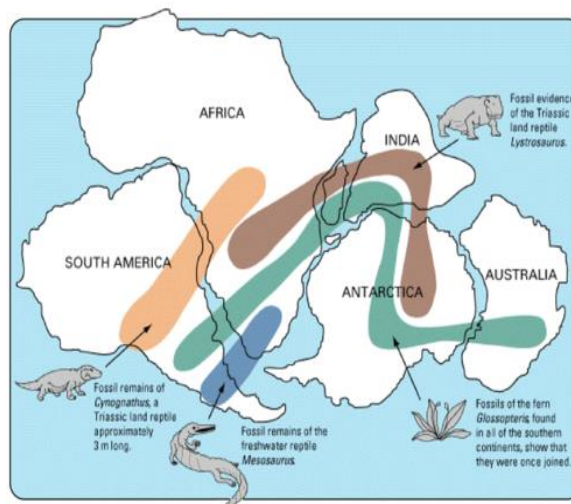 AFRICA
INDIA
SOUTH AMERICA
ANTARCTICA
AUSTRALIA
Fossil evidence
of the Triassic
land reptile
Lystrosaurus.
Fossil remains of
Cynognathus, a
Triassic land reptile
approximately
3 m long.
Fossil remains of the
freshwater reptile
Mesosaurus.
Fossils of the fern
Glossopteris, found
in all of the southern
continents, show that
they were once joined.